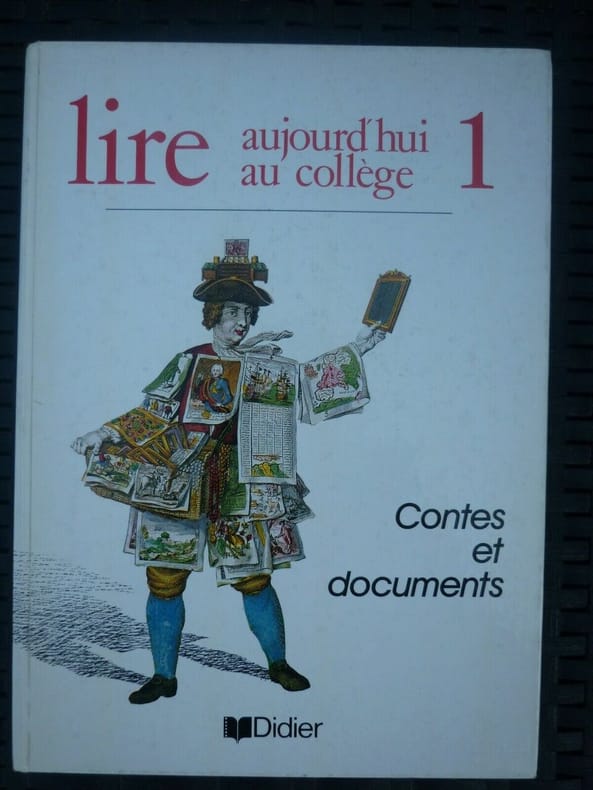 lire aujourd'hui au collège 1
Contes
et
documents
Didier